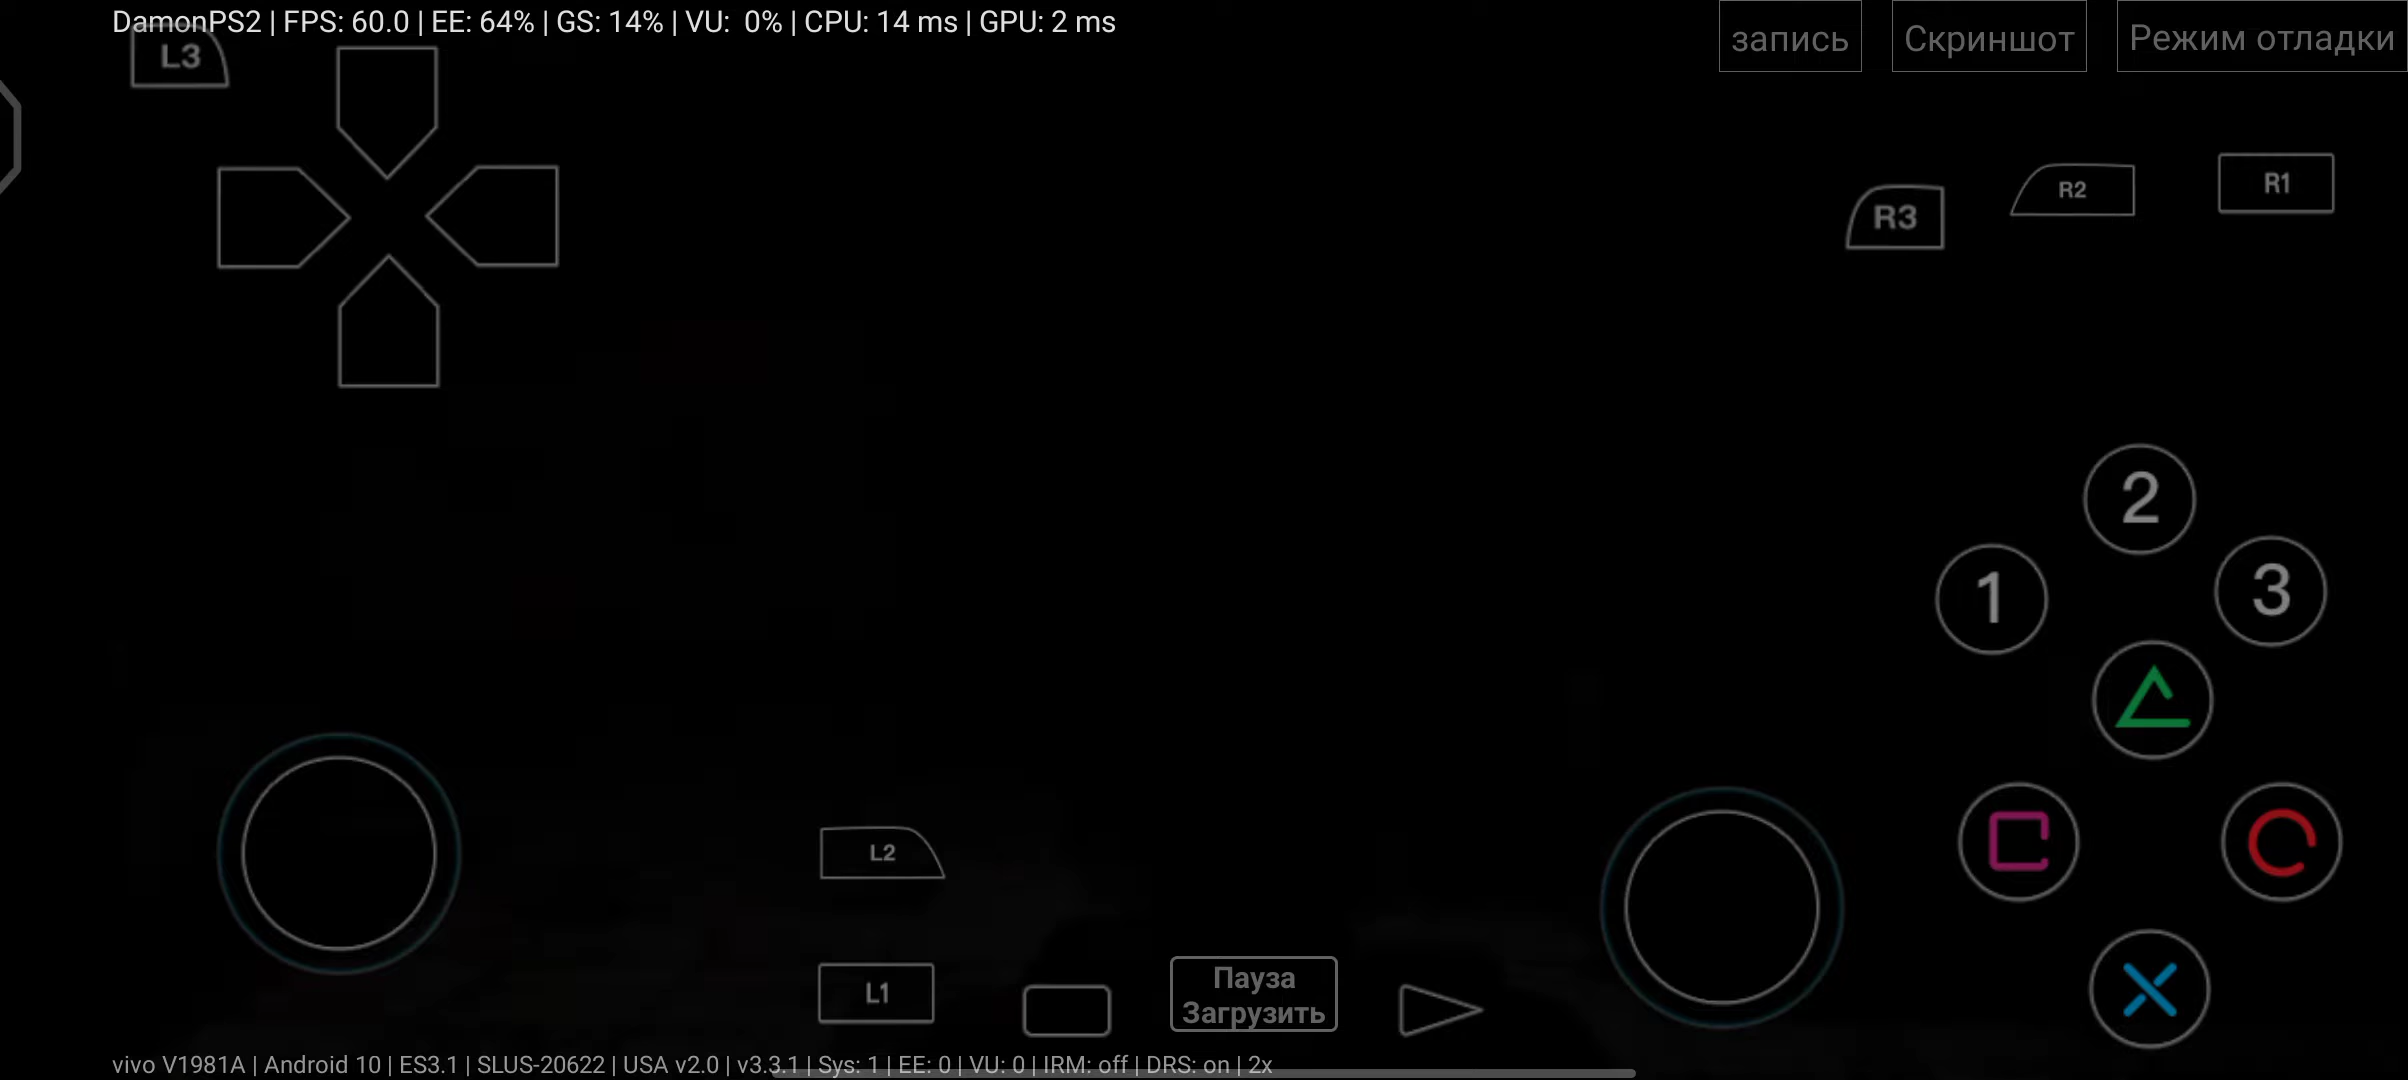 DamonPS2 | FPS: 60.0 | EE: 64% | GS: 14% | VU: 0% | CPU: 14 ms | GPU: 2 ms
запись
Скриншот
Режим отладки
L3
R3
R2
R1
2
1
3
L2
L1
Пауза
Загрузить
vivo V1981A | Android 10 | ES3.1 | SLUS-20622 | USA v2.0 | v3.3.1 | Sys: 1 | EE: 0 | VU: 0 | IRM: off | DRS: on | 2x